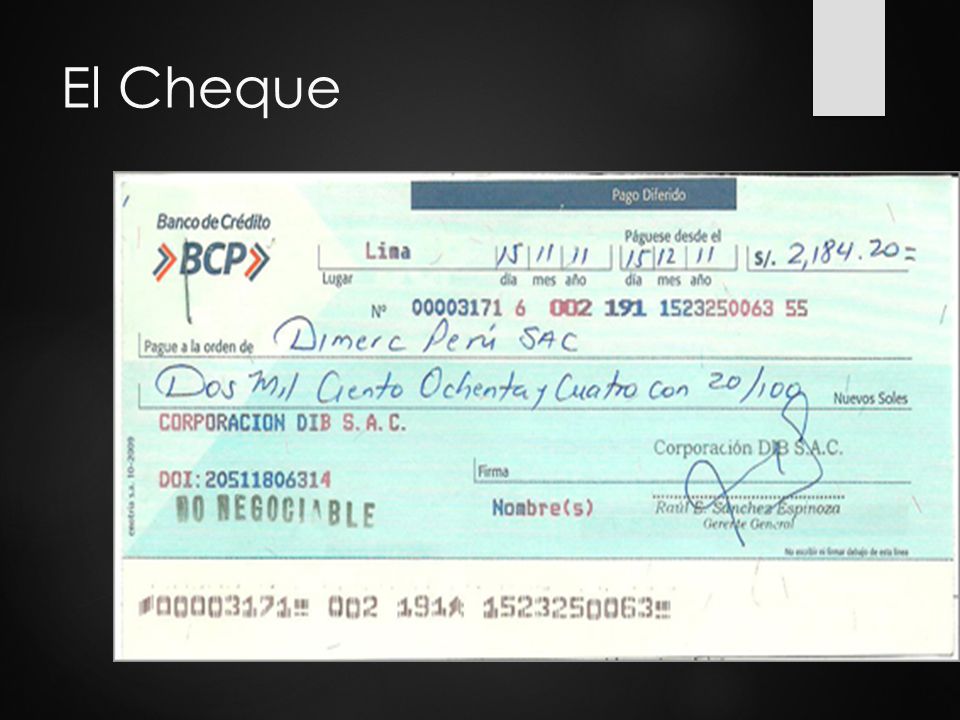 El Cheque
Pago Diferido
Banco de Crédito
»BCP»
Lima 15 11 11
Páguese desde el
15 12 11 S/. 2,184.20=
Lugar día mes año día mes año
Nº 00003171 6 002 191 1523250063 55
Pague a la orden de Dimerc Perú SAC
Dos Mil Ciento Ochenta y Cuatro con 20/100 Nuevos Soles
CORPORACION DIB S.A.C.
Corporación DIB S.A.C.
Firma
DOI:20511806314
NO NEGOCIABLE
Nombre(s)
Raúl E. Sánchez Espinoza
Gerente General
No escribir ni firmar debajo de esta línea
enotria s.a. 10-2009
00003171 002 191 1523250063